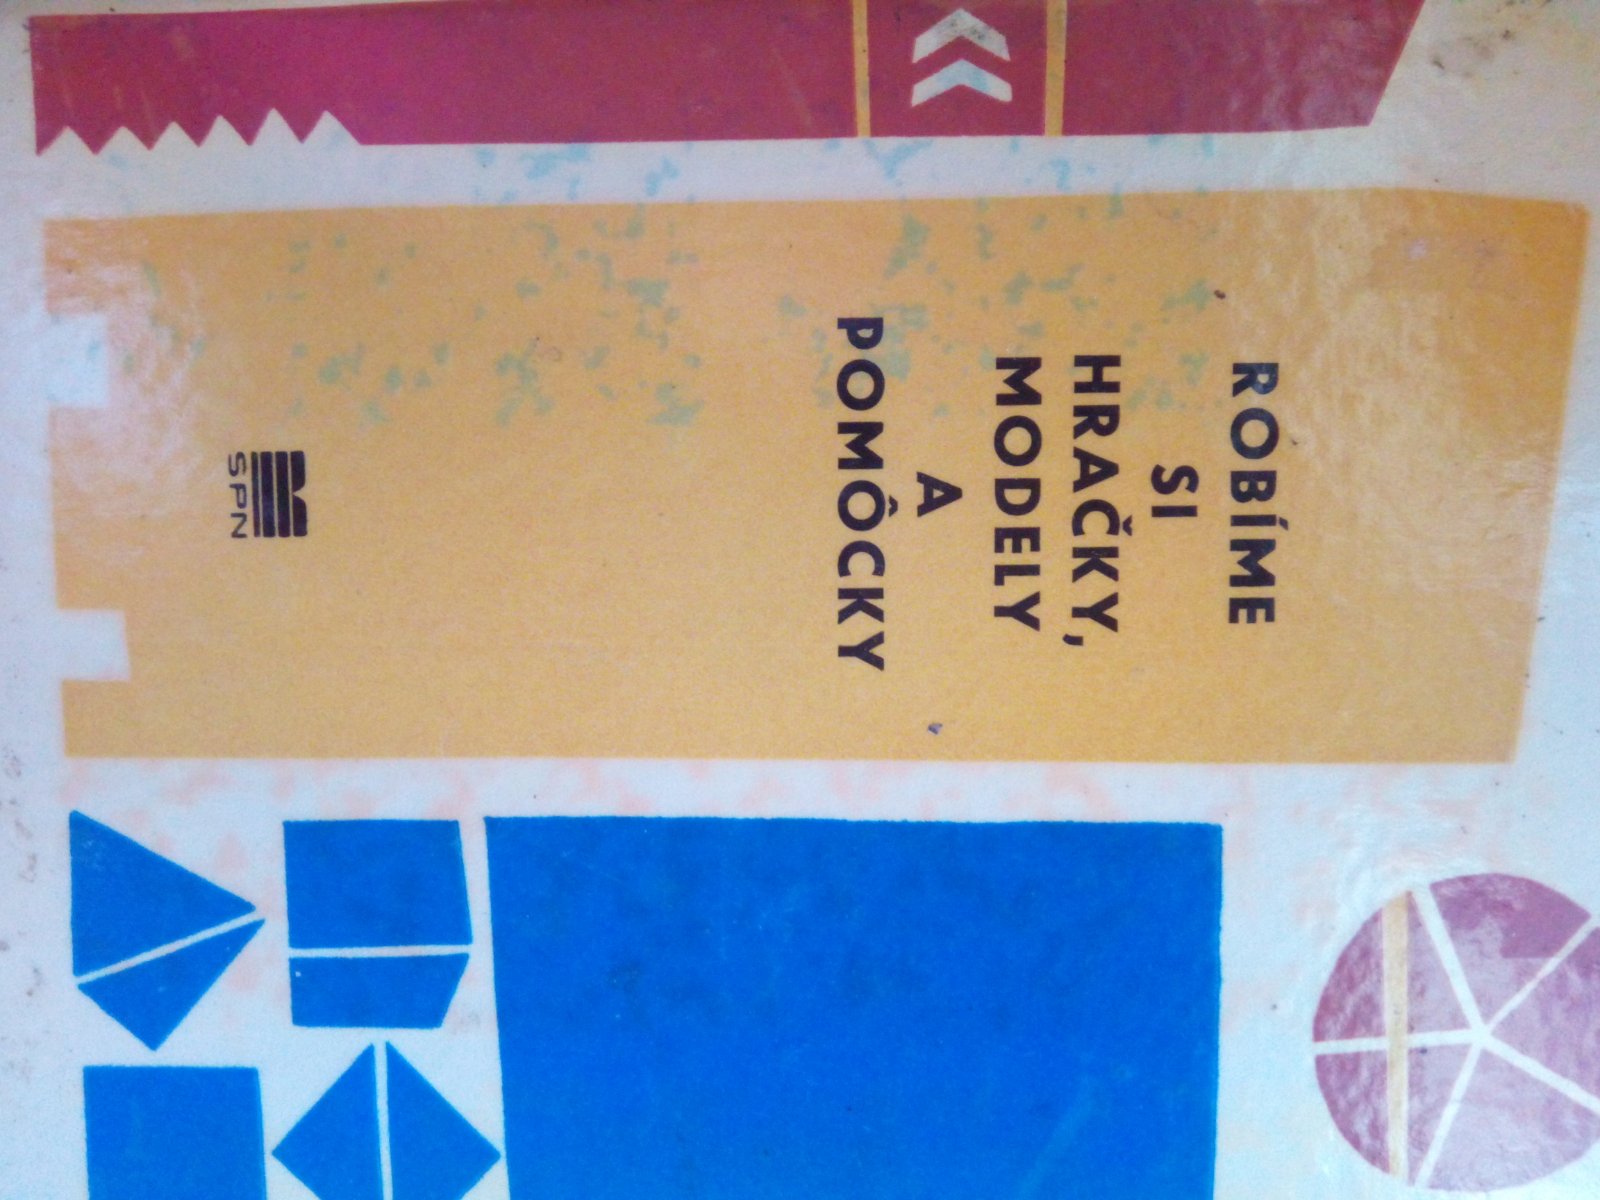 ROBÍME
SI
HRAČKY,
MODELY
A
POMÔCKY
SPN